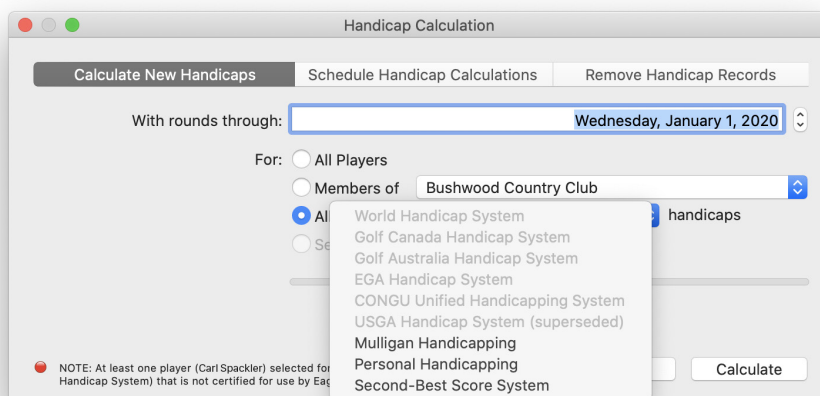 Handicap Calculation
Calculate New Handicaps Schedule Handicap Calculations Remove Handicap Records
With rounds through: Wednesday, January 1, 2020
For: All Players
Members of Bushwood Country Club
All handicaps
World Handicap System
Golf Canada Handicap System
Golf Australia Handicap System
EGA Handicap System
CONGU Unified Handicapping System
USGA Handicap System (superseded)
Mulligan Handicapping
Personal Handicapping
Second-Best Score System
NOTE: At least one player (Carl Spackler) selected for
Handicap System) that is not certified for use by
Calculate